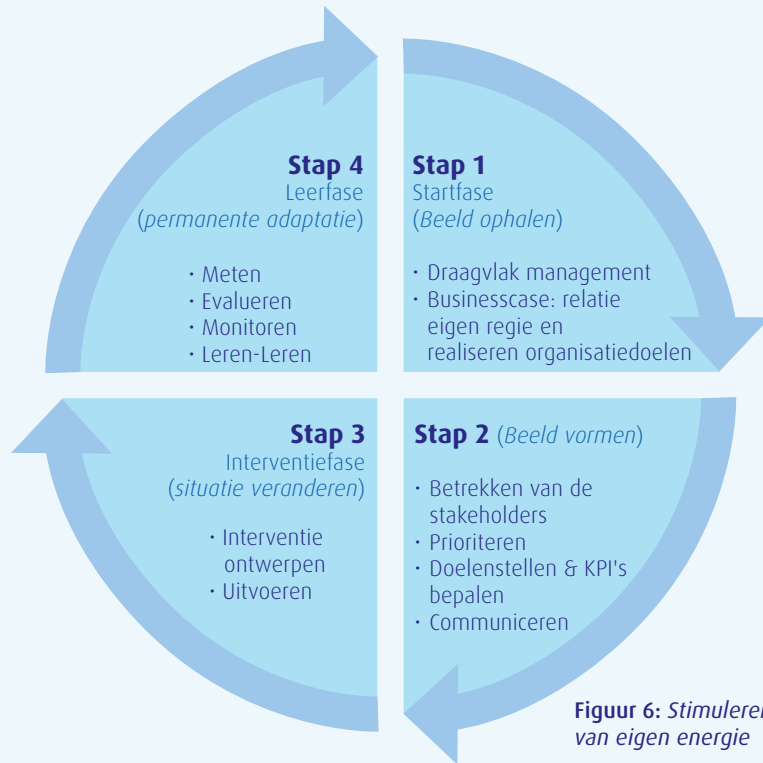 Stap 1
Startfase
(Beeld ophalen)
· Draagvlak management
· Businesscase: relatie
eigen regie en
realiseren organisatiedoelen
Stap 2 (Beeld vormen)
· Betrekken van de
stakeholders
· Prioriteren
· Doelenstellen & KPI's
bepalen
· Communiceren
Stap 3
Interventiefase
(situatie veranderen)
· Interventie
ontwerpen
· Uitvoeren
Stap 4
Leerfase
(permanente adaptatie)
· Meten
· Evalueren
· Monitoren
· Leren-Leren
Figuur 6: Stimuleren
van eigen energie